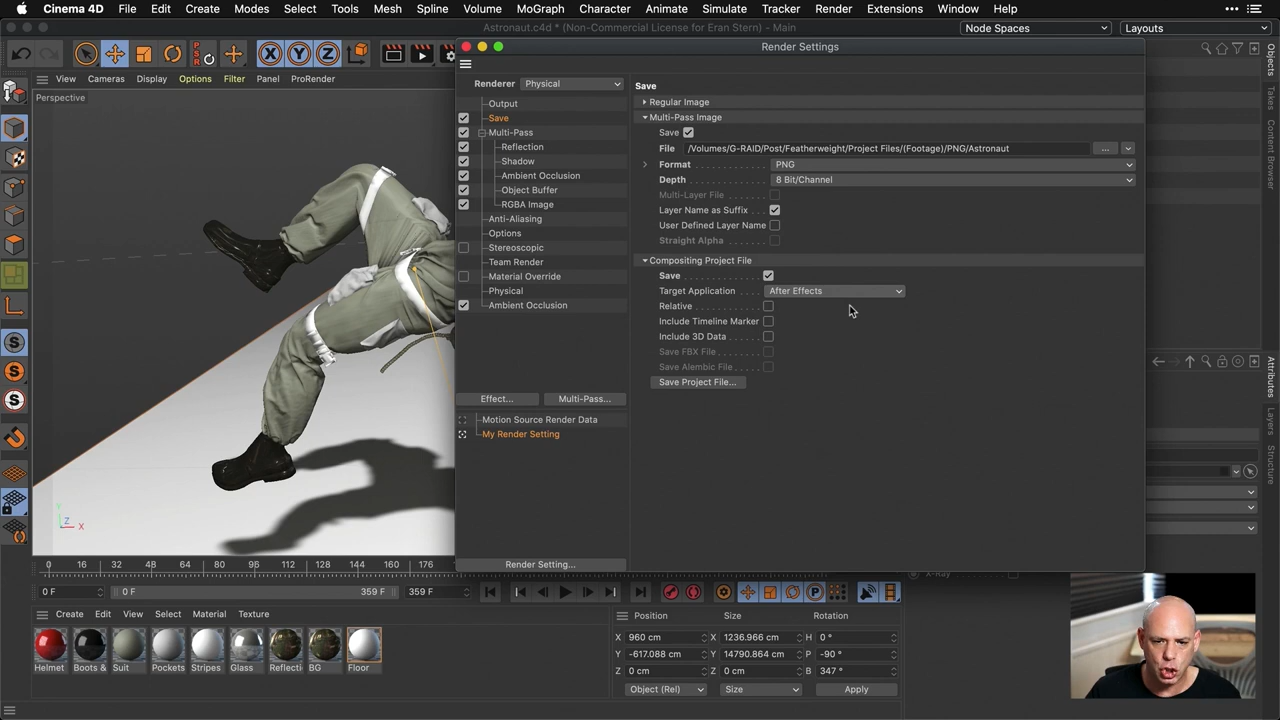 Cinema 4D File Edit Create Modes Select Tools Mesh Spline Volume MoGraph Character Animate Simulate Tracker Render Extensions Window Help
Astronaut.c4d * (Non-Commercial License for Eran Stern) - Main
Node Spaces
Layouts
Render Settings
View Cameras Display Options Filter Panel ProRender
Perspective
Renderer Physical
Output
Save
Multi-Pass
Reflection
Shadow
Ambient Occlusion
Object Buffer
RGBA Image
Anti-Aliasing
Options
Stereoscopic
Team Render
Material Override
Physical
Ambient Occlusion
Effect... Multi-Pass...
Motion Source Render Data
My Render Setting
Render Setting...
Save
Regular Image
Multi-Pass Image
Save
File /Volumes/G-RAID/Post/Featherweight/Project Files/(Footage)/PNG/Astronaut ...
Format PNG
Depth 8 Bit/Channel
Multi-Layer File
Layer Name as Suffix
User Defined Layer Name
Straight Alpha
Compositing Project File
Save
Target Application After Effects
Relative
Include Timeline Marker
Include 3D Data
Save FBX File
Save Alembic File
Save Project File...
Objects
Takes
Content Browser
Attributes
Layers
Structure
Y
Z X
0 16 32 48 64 80 96 112 128 144 160 176
0 F 0 F 359 F 359 F
Create Edit View Select Material Texture
Helmet Boots & Suit Pockets Stripes Glass Reflecti BG Floor
Position Size Rotation
X 960 cm X 1236.966 cm H 0 °
Y -617.088 cm Y 14790.864 cm P -90 °
Z 0 cm Z 0 cm B 347 °
Object (Rel) Size Apply
X-Ray